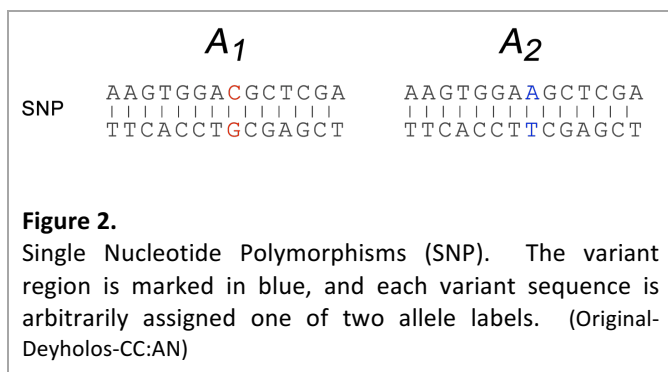 A1 A2
AAGTGGACGCTCGA AAGTGGAAGCTCGA
SNP
TTCACCTGCGAGCT TTCACCTTCGAGCT
Figure 2.
Single Nucleotide Polymorphisms (SNP). The variant
region is marked in blue, and each variant sequence is
arbitrarily assigned one of two allele labels. (Original-
Deyholos-CC:AN)